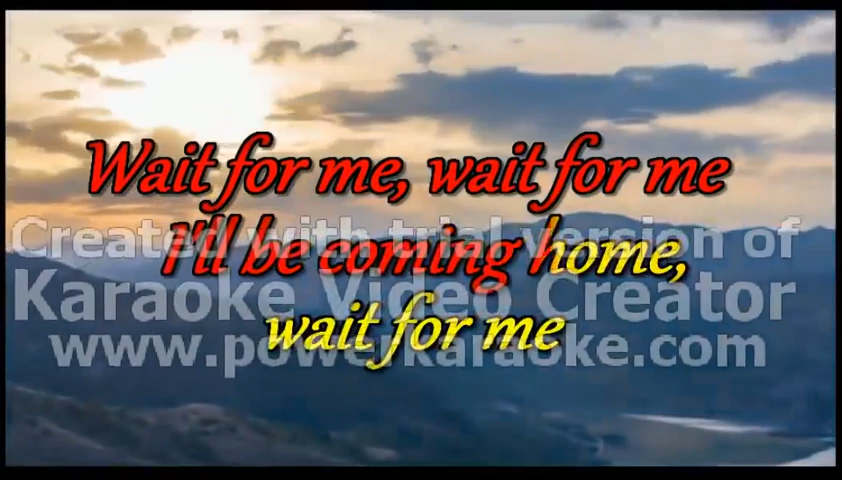 Wait for me, wait for me
Created with trial version of
I'll be coming home,
Karaoke Video Creator
wait for me
www.powerkaraoke.com